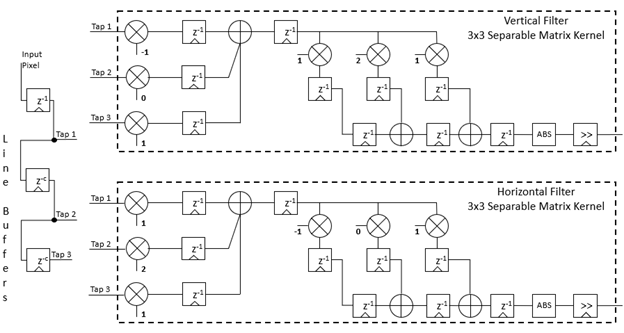 Vertical Filter
3x3 Separable Matrix Kernel
Tap 1
-1
z-1
z-1
Tap 2
0
z-1
Tap 3
1
z-1
1
2
1
z-1
z-1
z-1
z-1
z-1
z-1
ABS
>>
Input
Pixel
z-1
Tap 1
z-c
Tap 2
z-c
Tap 3
Line
Buffers
Horizontal Filter
3x3 Separable Matrix Kernel
Tap 1
1
z-1
z-1
Tap 2
2
z-1
Tap 3
1
z-1
-1
0
1
z-1
z-1
z-1
z-1
z-1
z-1
ABS
>>